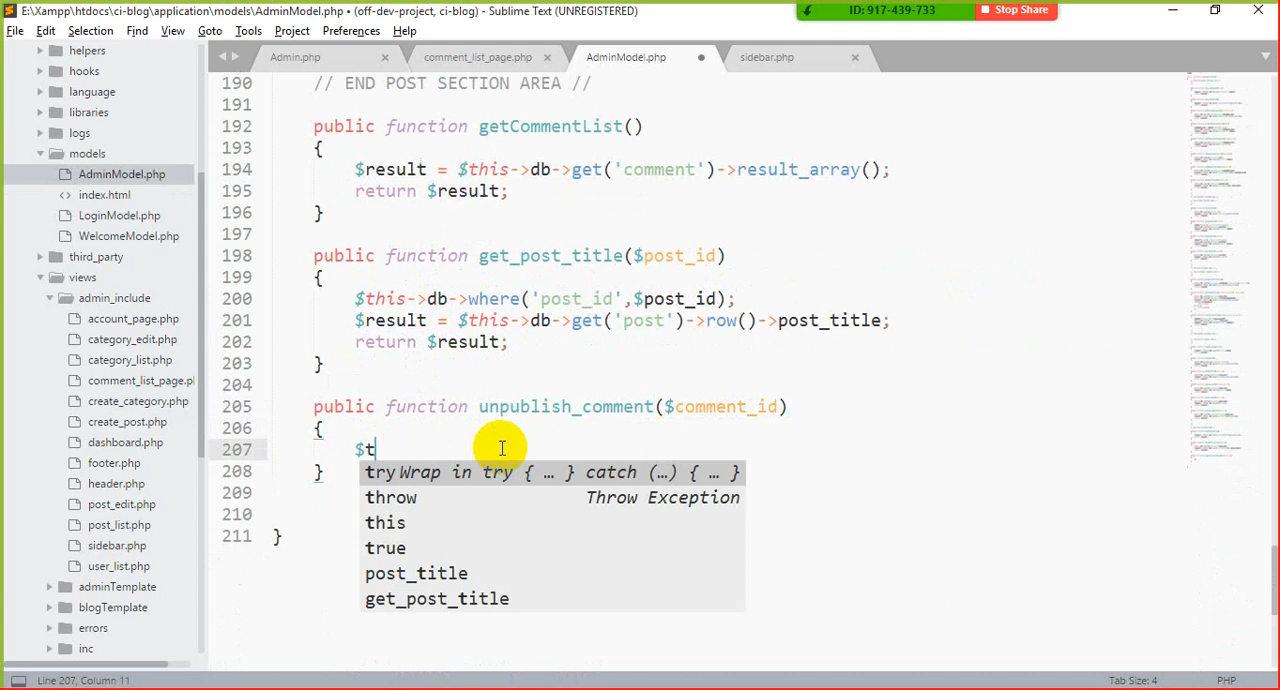 E:\Xampp\htdocs\ci-blog\application\models\AdminModel.php • (off-dev-project, ci-blog) - Sublime Text (UNREGISTERED)
ID: 917-439-733
Stop Share
File Edit Selection Find View Goto Tools Project Preferences Help
helpers
hooks
language
libraries
logs
models
AdminModel.php
index.html
LoginModel.php
WelcomeModel.php
third_party
views
admin_include
account_page.php
category_edit.php
category_list.php
comment_list_page.pl
create_category.php
create_post.php
dashboard.php
footer.php
header.php
post_edit.php
post_list.php
sidebar.php
user_list.php
adminTemplate
blogTemplate
errors
inc
Admin.php × comment_list_page.php × AdminModel.php • sidebar.php ×
190 // END POST SECTION AREA //
191
192 public function getCommentList()
193 {
194 $result = $this->db->get('comment')->result_array();
195 return $result;
196 }
197
198 public function get_post_title($post_id)
199 {
200 $this->db->where('post_id',$post_id);
201 $result = $this->db->get('post')->row()->post_title;
202 return $result;
203 }
204
205 public function unpublish_comment($comment_id)
206 {
207 $t
208 }
209
210
211 }
try Wrap in try { … } catch (…) { … }
throw Throw Exception
this
true
post_title
get_post_title
Line 207, Column 11
Tab Size: 4
PHP